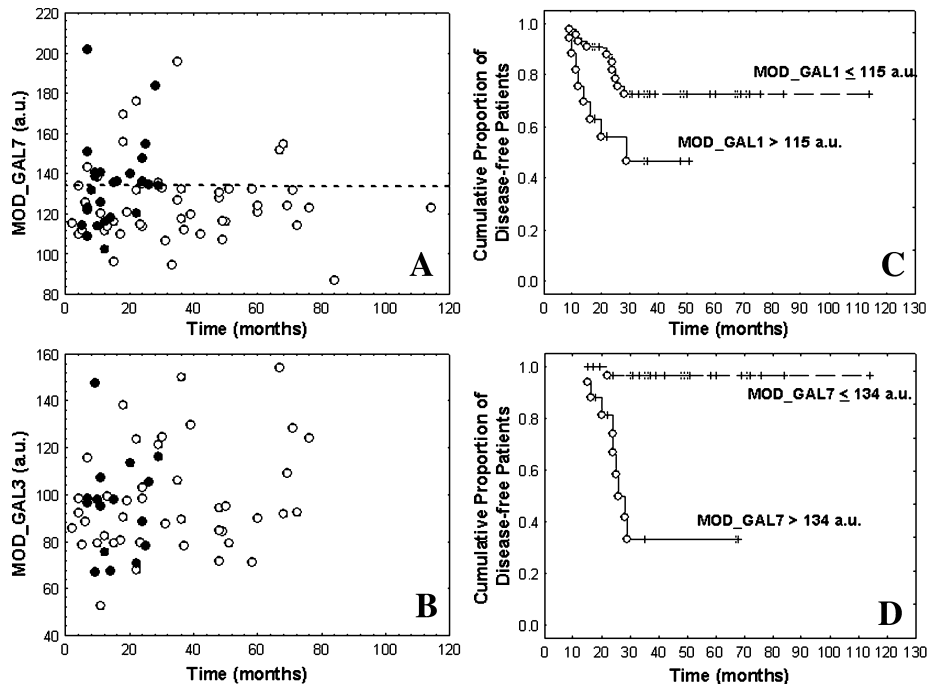 220
200
180
160
140
120
100
80
MOD_GAL7 (a.u.)
0 20 40 60 80 100 120
Time (months)
A
1.0
0.8
0.6
0.4
0.2
0.0
Cumulative Proportion of
Disease-free Patients
MOD_GAL1 ≤ 115 a.u.
MOD_GAL1 > 115 a.u.
C
0 10 20 30 40 50 60 70 80 90 100 110 120 130
Time (months)
160
140
120
100
80
60
40
MOD_GAL3 (a.u.)
0 20 40 60 80 100 120
Time (months)
B
1.0
0.8
0.6
0.4
0.2
0.0
Cumulative Proportion of
Disease-free Patients
MOD_GAL7 ≤ 134 a.u.
MOD_GAL7 > 134 a.u.
D
0 10 20 30 40 50 60 70 80 90 100 110 120 130
Time (months)